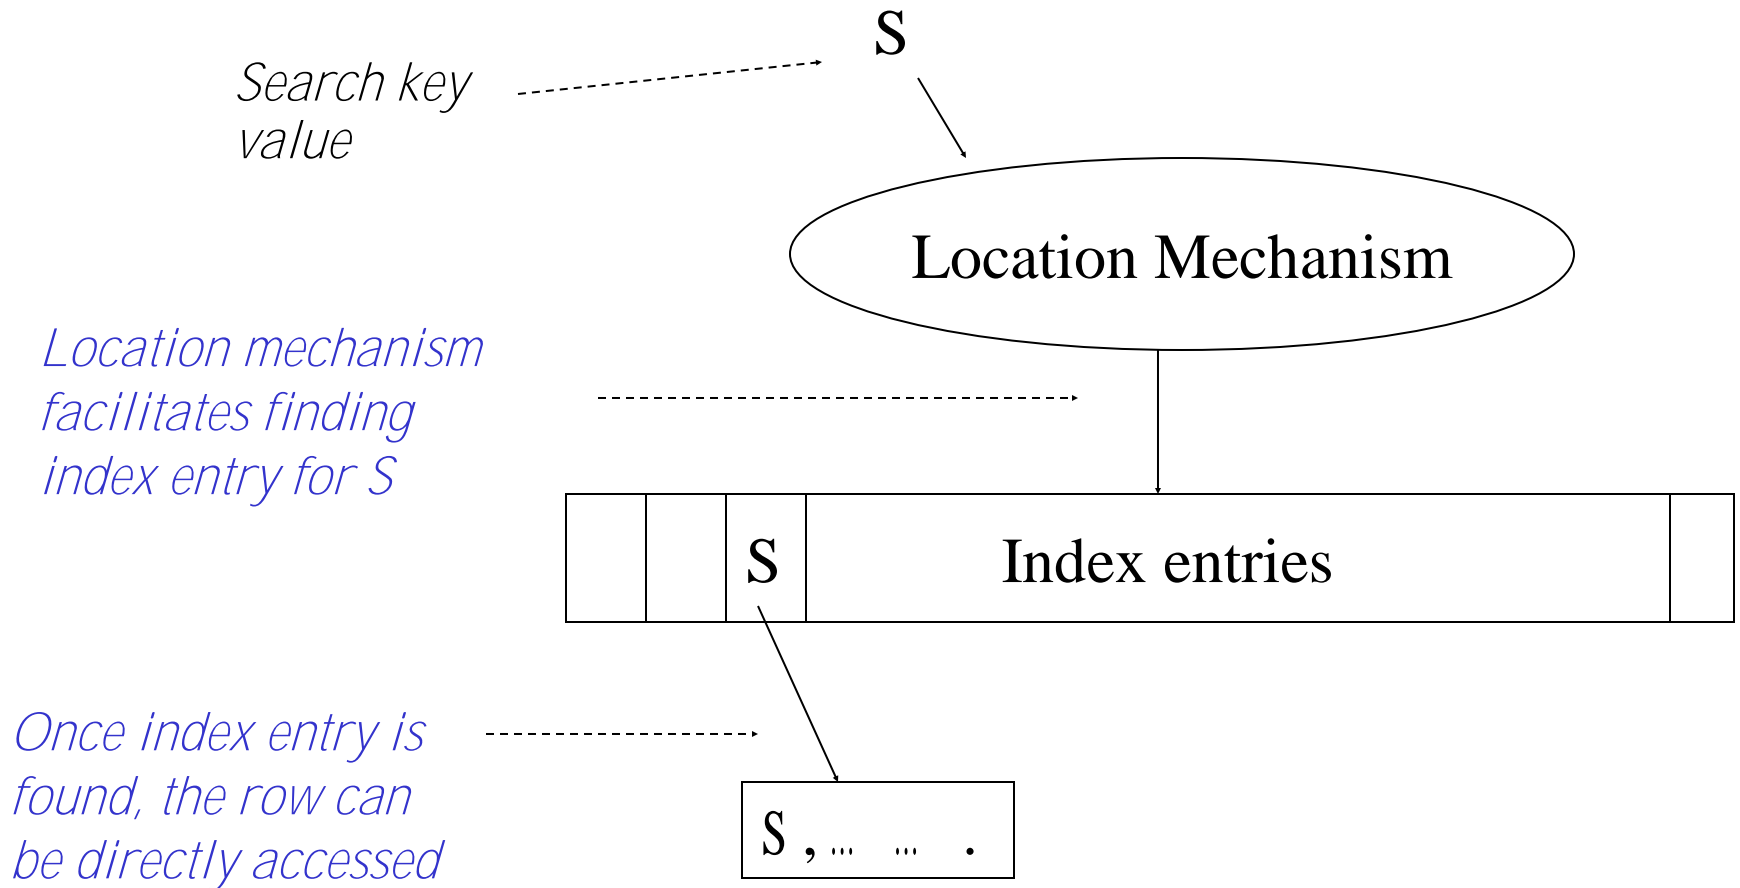 S
Search key
value
Location Mechanism
Location mechanism
facilitates finding
index entry for S
S
Index entries
Once index entry is
found, the row can
be directly accessed
S,… … .